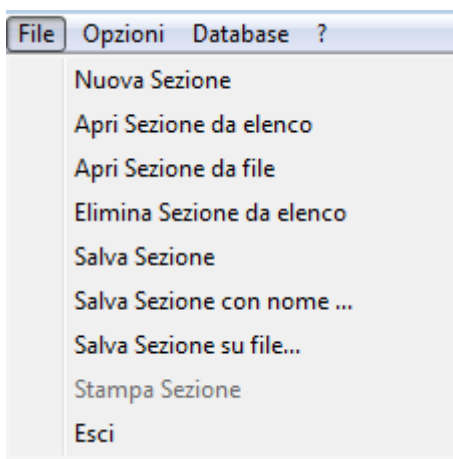 File Opzioni Database ?
Nuova Sezione
Apri Sezione da elenco
Apri Sezione da file
Elimina Sezione da elenco
Salva Sezione
Salva Sezione con nome ...
Salva Sezione su file...
Stampa Sezione
Esci